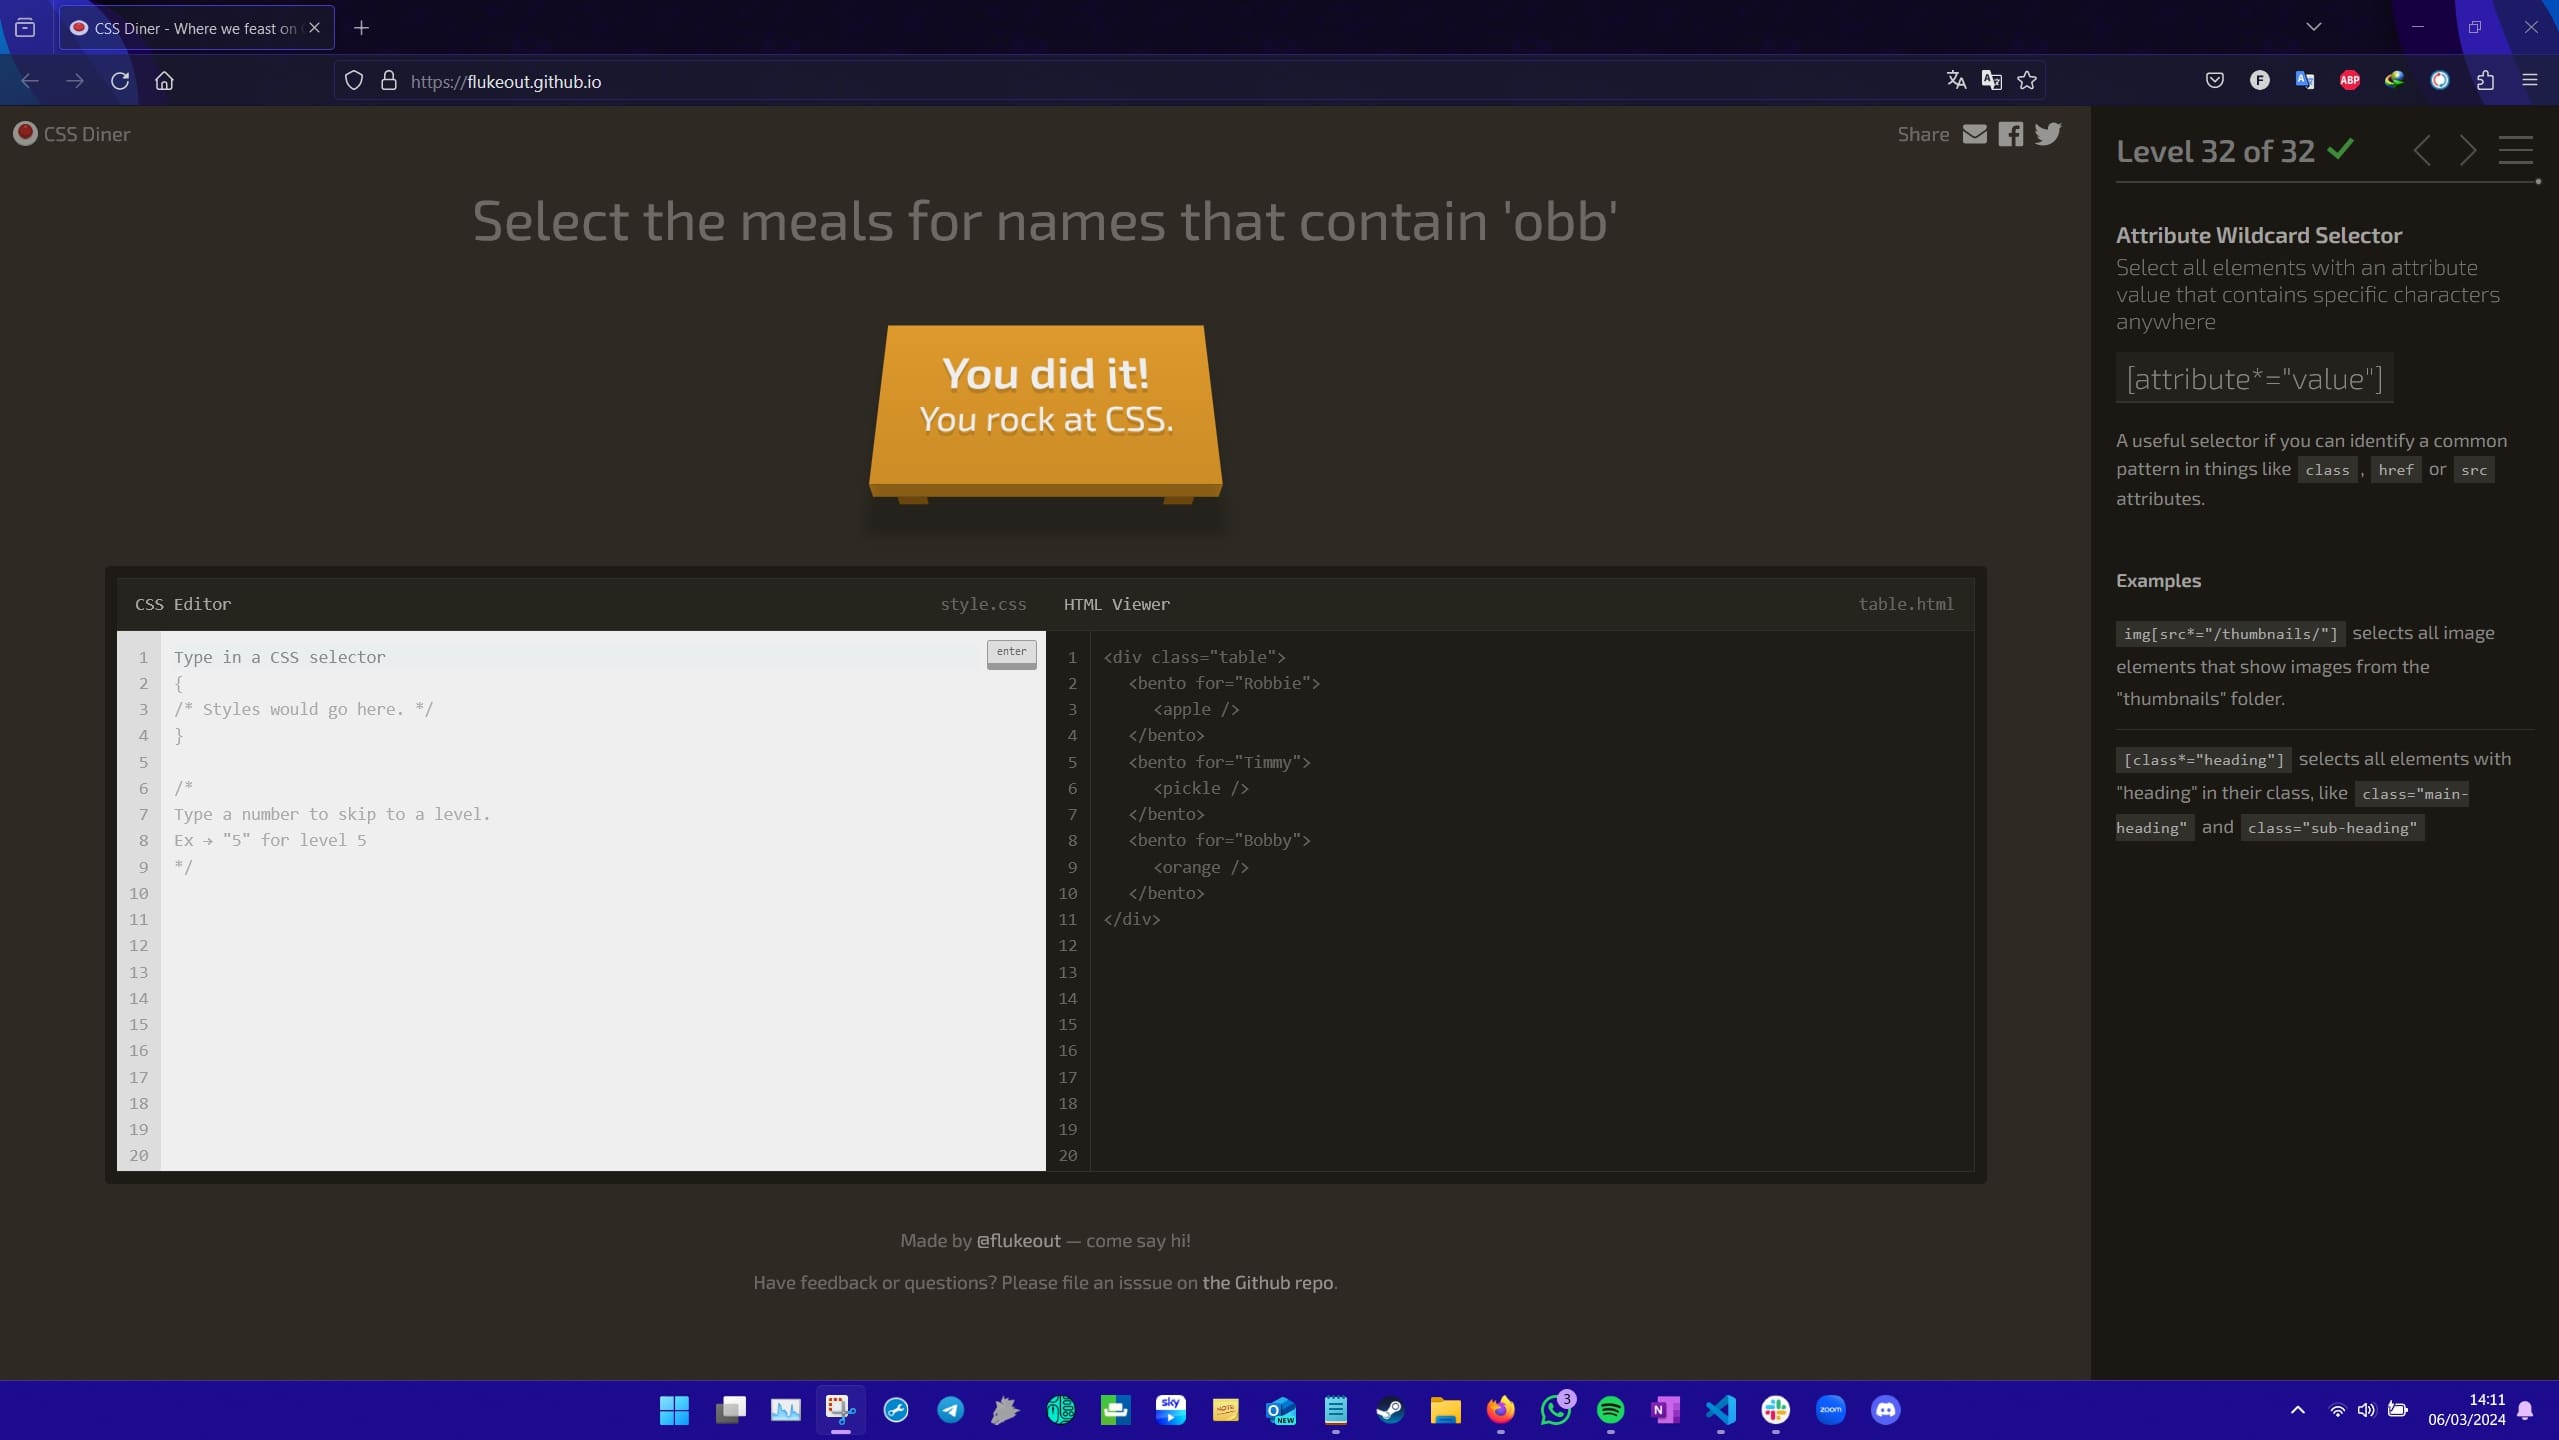 CSS Diner - Where we feast on
https://flukeout.github.io
CSS Diner
Share
Select the meals for names that contain 'obb'
You did it!
You rock at CSS.
CSS Editor
style.css
HTML Viewer
table.html
1 Type in a CSS selector
enter
2 {
3 /* Styles would go here. */
4 }
5
6 /*
7 Type a number to skip to a level.
8 Ex → "5" for level 5
9 */
10
11
12
13
14
15
16
17
18
19
20
1 <div class="table">
2 <bento for="Robbie">
3 <apple />
4 </bento>
5 <bento for="Timmy">
6 <pickle />
7 </bento>
8 <bento for="Bobby">
9 <orange />
10 </bento>
11 </div>
12
13
14
15
16
17
18
19
20
Made by @flukeout — come say hi!
Have feedback or questions? Please file an isssue on the Github repo.
Level 32 of 32
Attribute Wildcard Selector
Select all elements with an attribute
value that contains specific characters
anywhere
[attribute*="value"]
A useful selector if you can identify a common
pattern in things like class , href or src
attributes.
Examples
img[src*="/thumbnails/"] selects all image
elements that show images from the
"thumbnails" folder.
[class*="heading"] selects all elements with
"heading" in their class, like class="main-
heading" and class="sub-heading"
F
ABP
sky
NOTE
NEW
3
N
zoom
14:11
06/03/2024